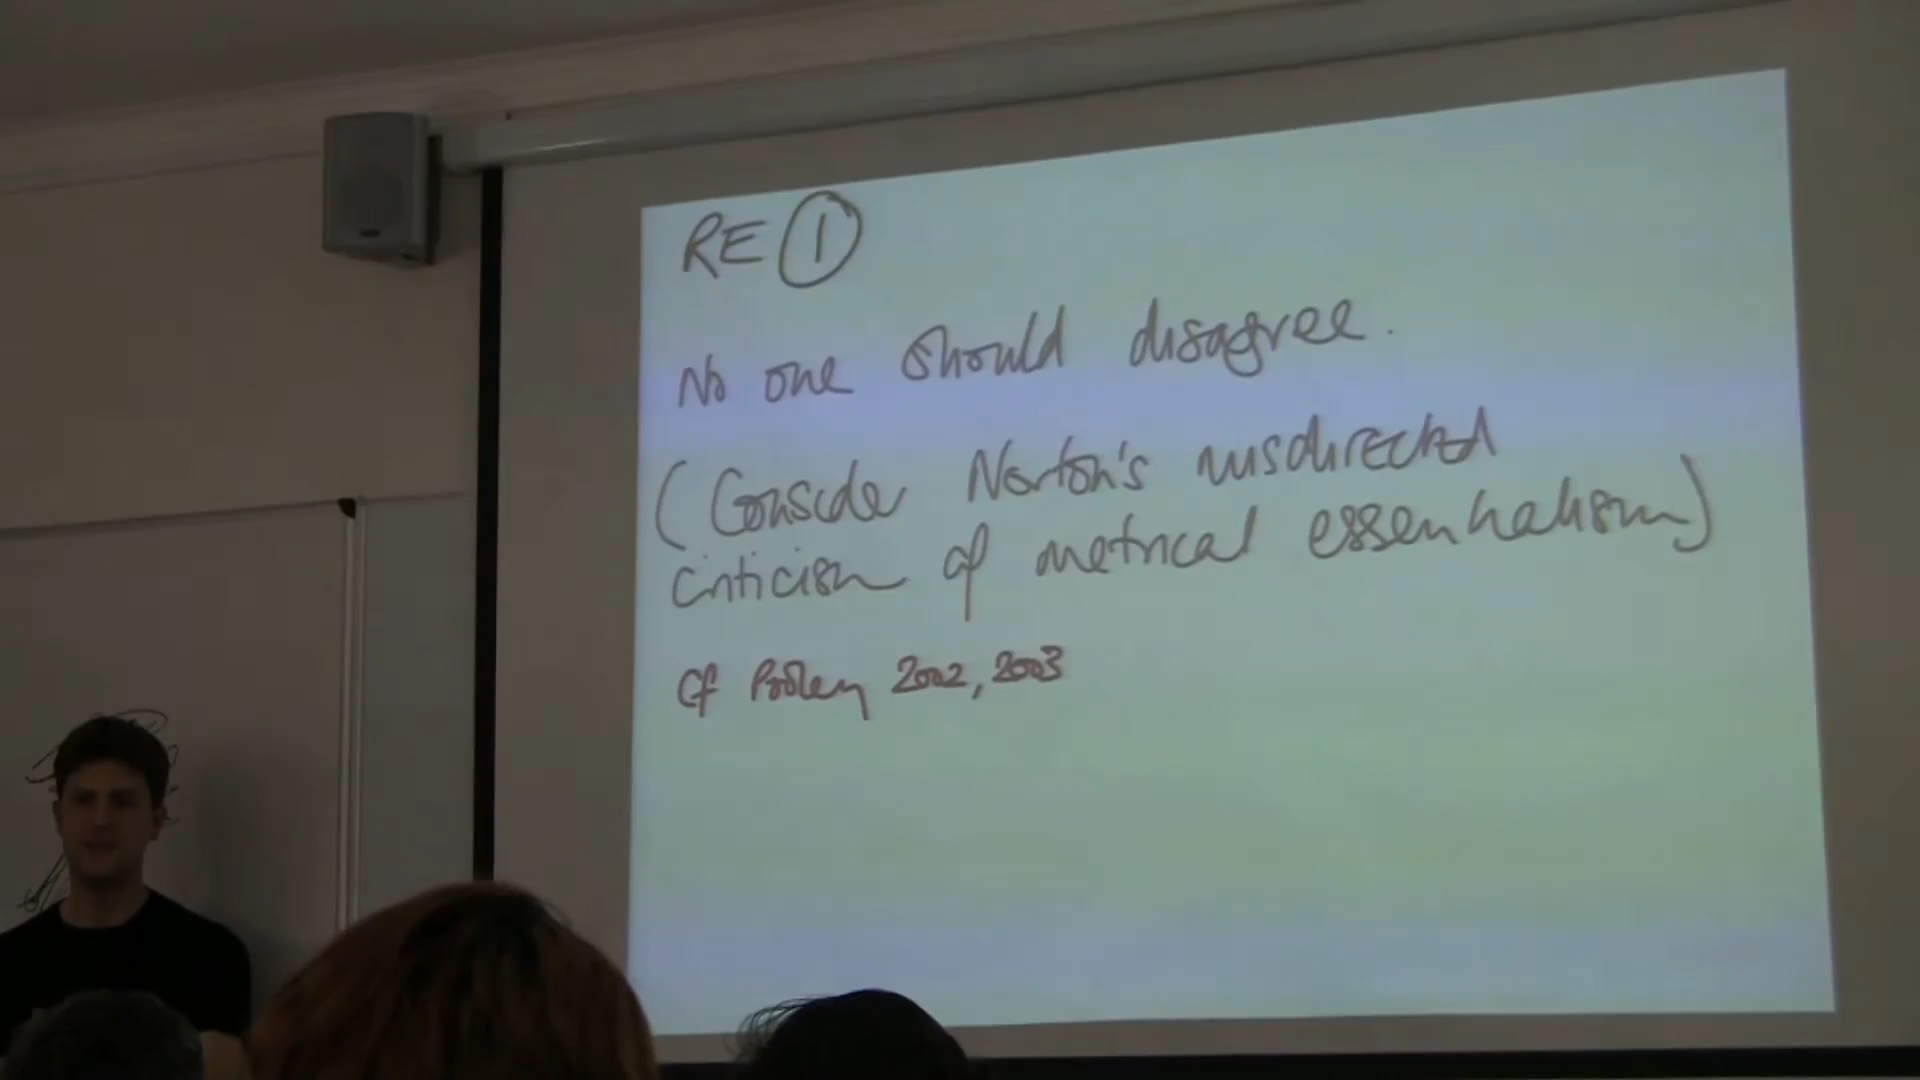 RE ①
No one should disagree.
(Consider Norton's misdirected
criticism of metrical essentialism)
cf Pooley 2002, 2003